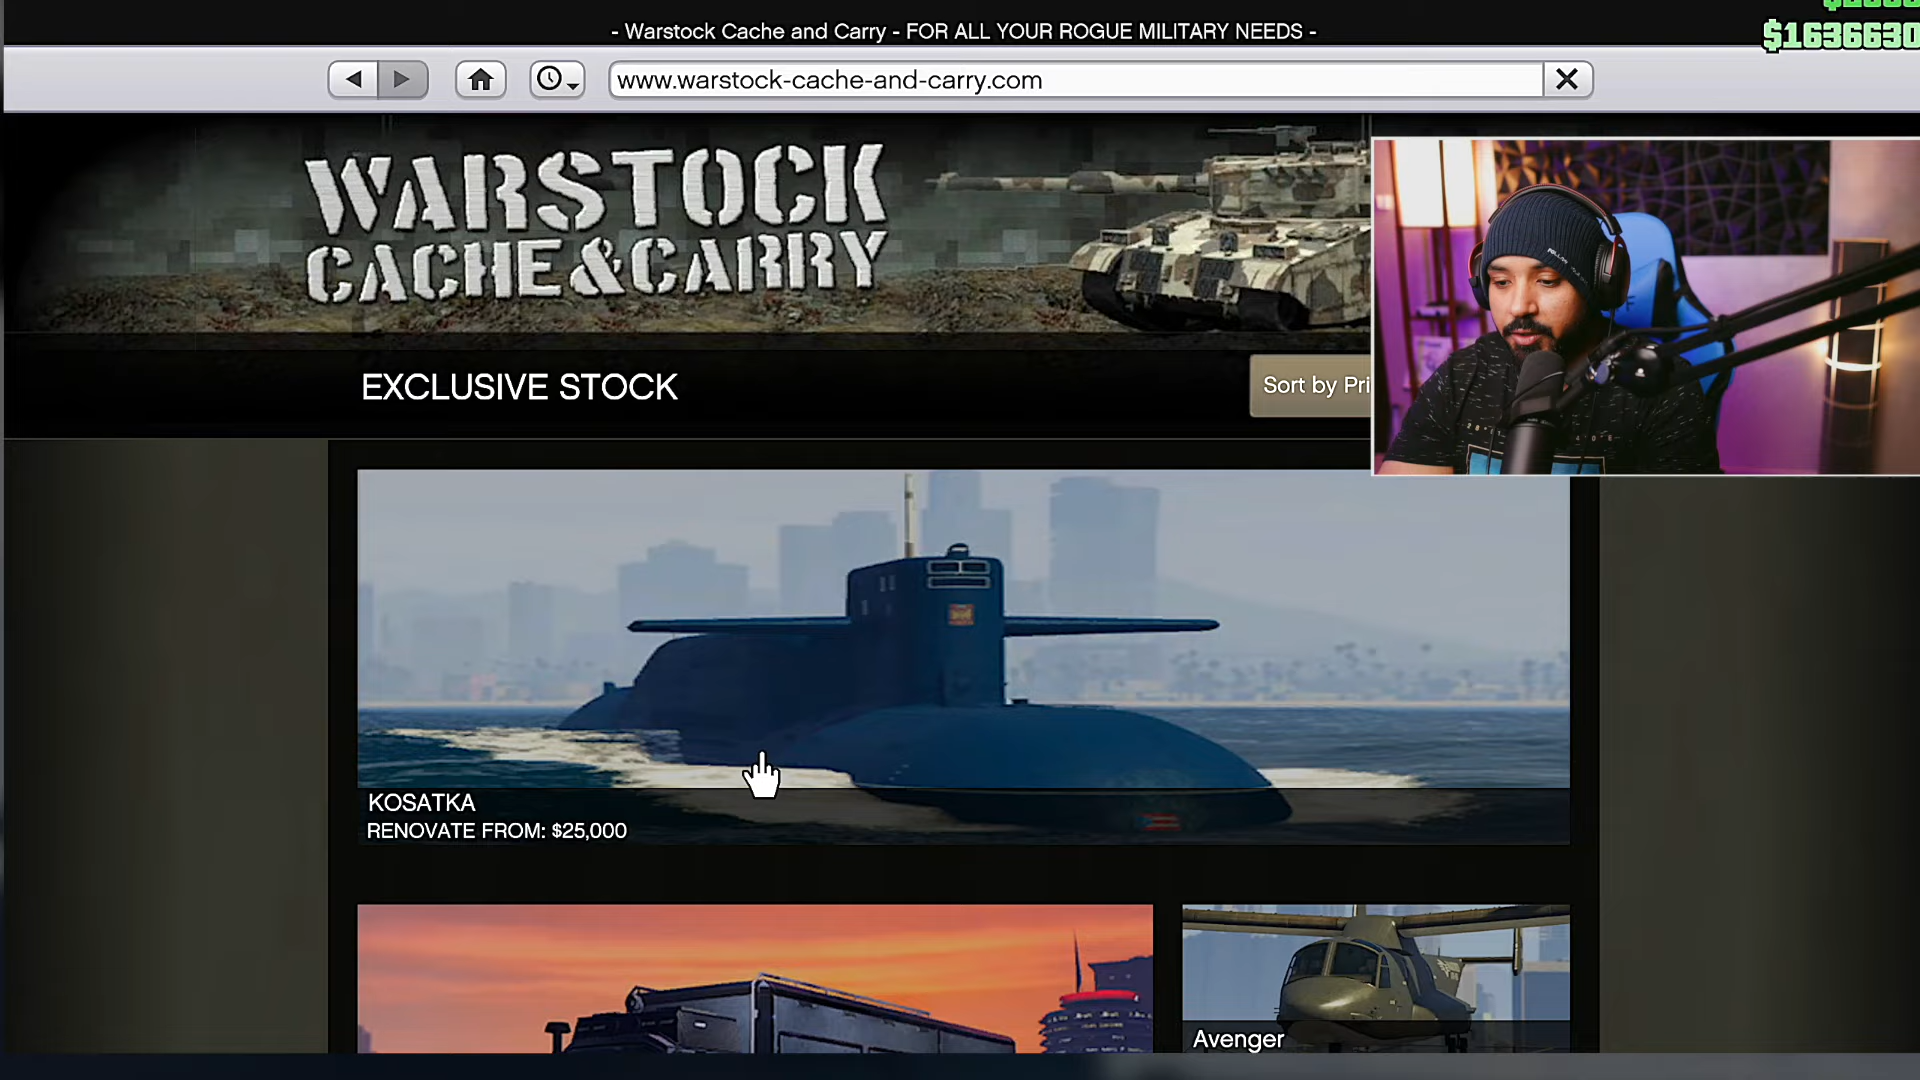 - Warstock Cache and Carry - FOR ALL YOUR ROGUE MILITARY NEEDS -
$1636630
www.warstock-cache-and-carry.com
WARSTOCK
CACHE&CARRY
EXCLUSIVE STOCK
Sort by Pri
KOSATKA
RENOVATE FROM: $25,000
Avenger